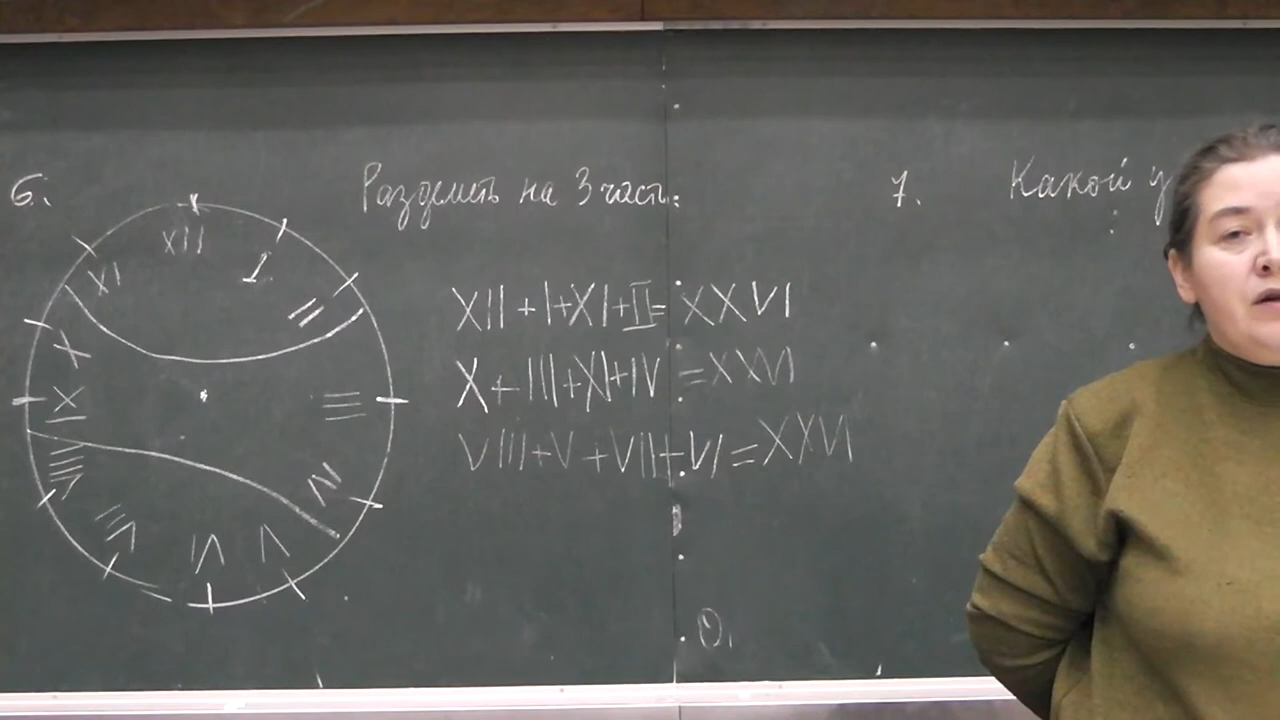 6.
Разделить на 3 части:
XII
I
XI
II
X
IX
III
VIII
IV
VII
VI
V
XII + I + XI + II = XXVI
X + III + XI + IV = XXVI
VIII + V + VII + VI = XXVI
О.
7.
Какой у